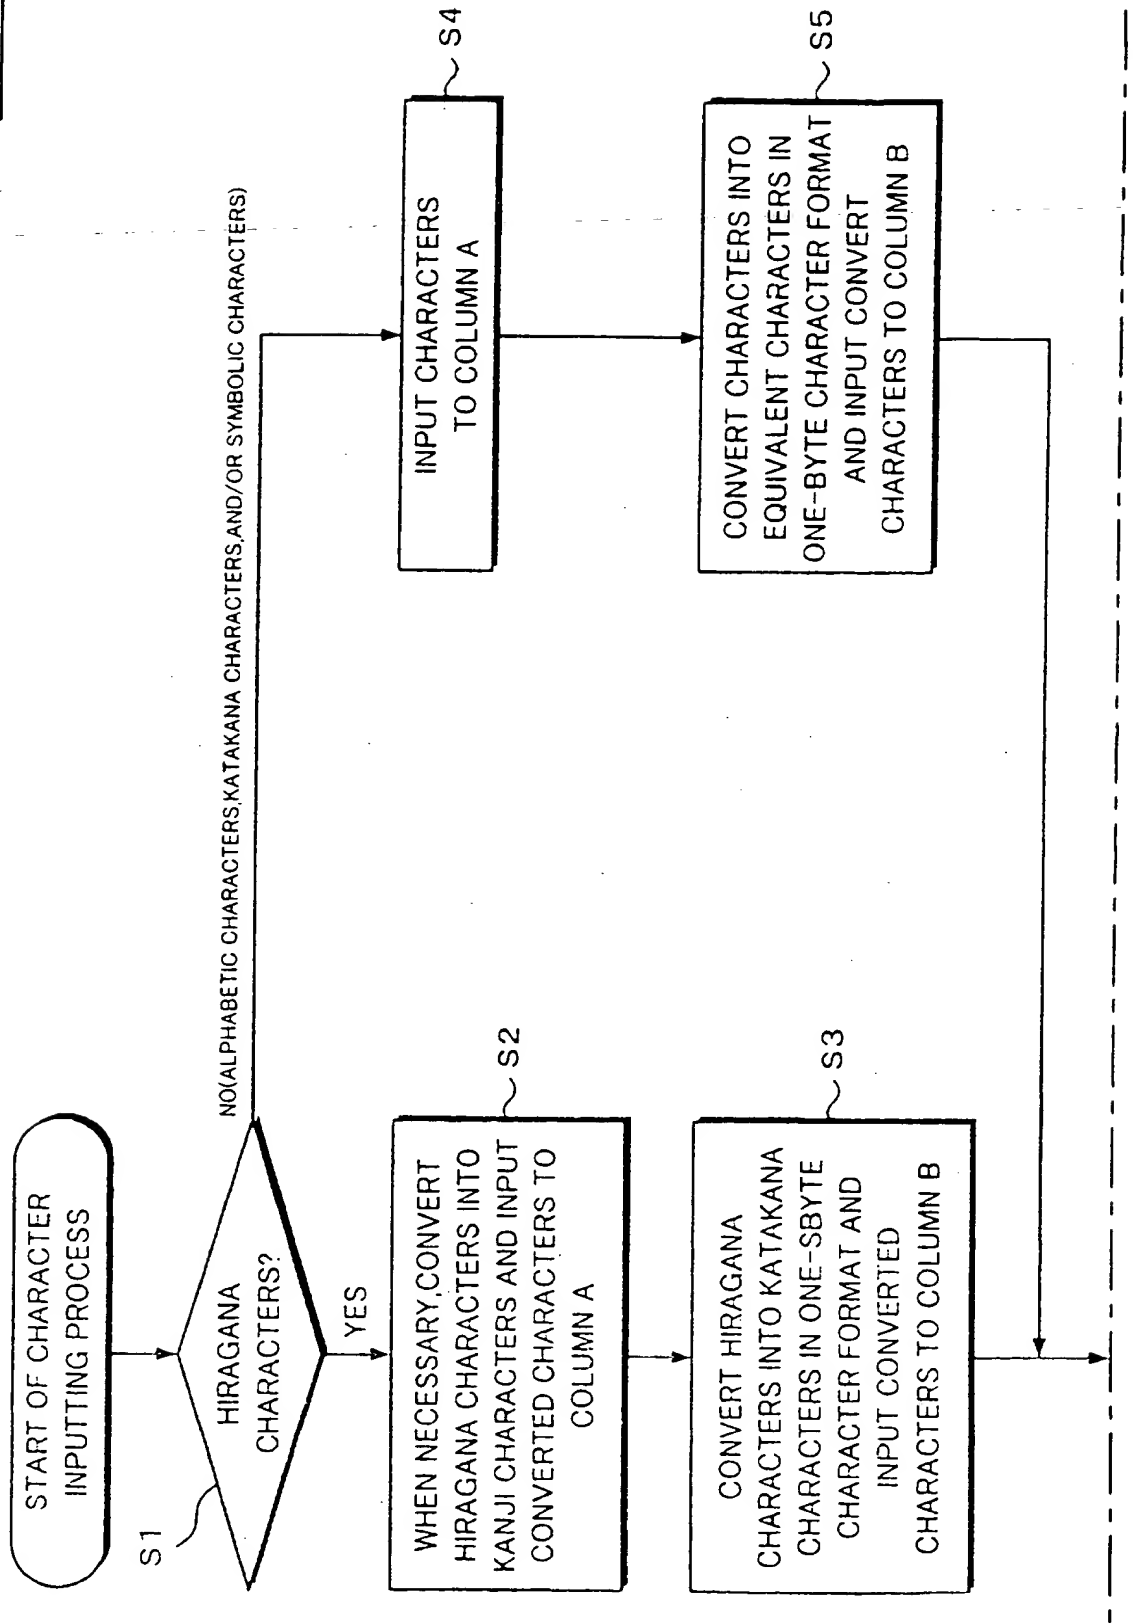 START OF CHARACTER
INPUTTING PROCESS
S1
HIRAGANA
CHARACTERS?
NO(ALPHABETIC CHARACTERS,KATAKANA CHARACTERS,AND/OR SYMBOLIC CHARACTERS)
YES
WHEN NECESSARY,CONVERT
HIRAGANA CHARACTERS INTO
KANJI CHARACTERS AND INPUT
CONVERTED CHARACTERS TO
COLUMN A
S2
CONVERT HIRAGANA
CHARACTERS INTO KATAKANA
CHARACTERS IN ONE-SBYTE
CHARACTER FORMAT AND
INPUT CONVERTED
CHARACTERS TO COLUMN B
S3
INPUT CHARACTERS
TO COLUMN A
S4
CONVERT CHARACTERS INTO
EQUIVALENT CHARACTERS IN
ONE-BYTE CHARACTER FORMAT
AND INPUT CONVERT
CHARACTERS TO COLUMN B
S5